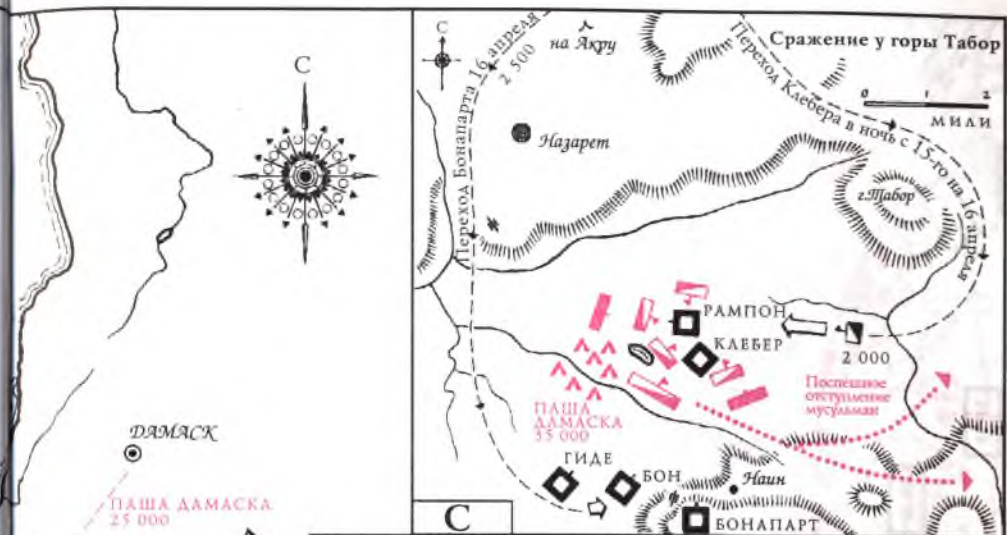 С
ДАМАСК
ПАША ДАМАСКА
25 000
С
на Акру
Переход Бонапарта 16 апреля
2 500
Назарет
Сражение у горы Табор
0 1 2
МИЛИ
Переход Клебера в ночь с 15-го на 16 апреля
г.Табор
РАМПОН
КЛЕБЕР
2 000
Поспешное
отступление
мусульман
ПАША
ДАМАСКА
35 000
ГИДЕ
БОН
Наин
БОНАПАРТ
С